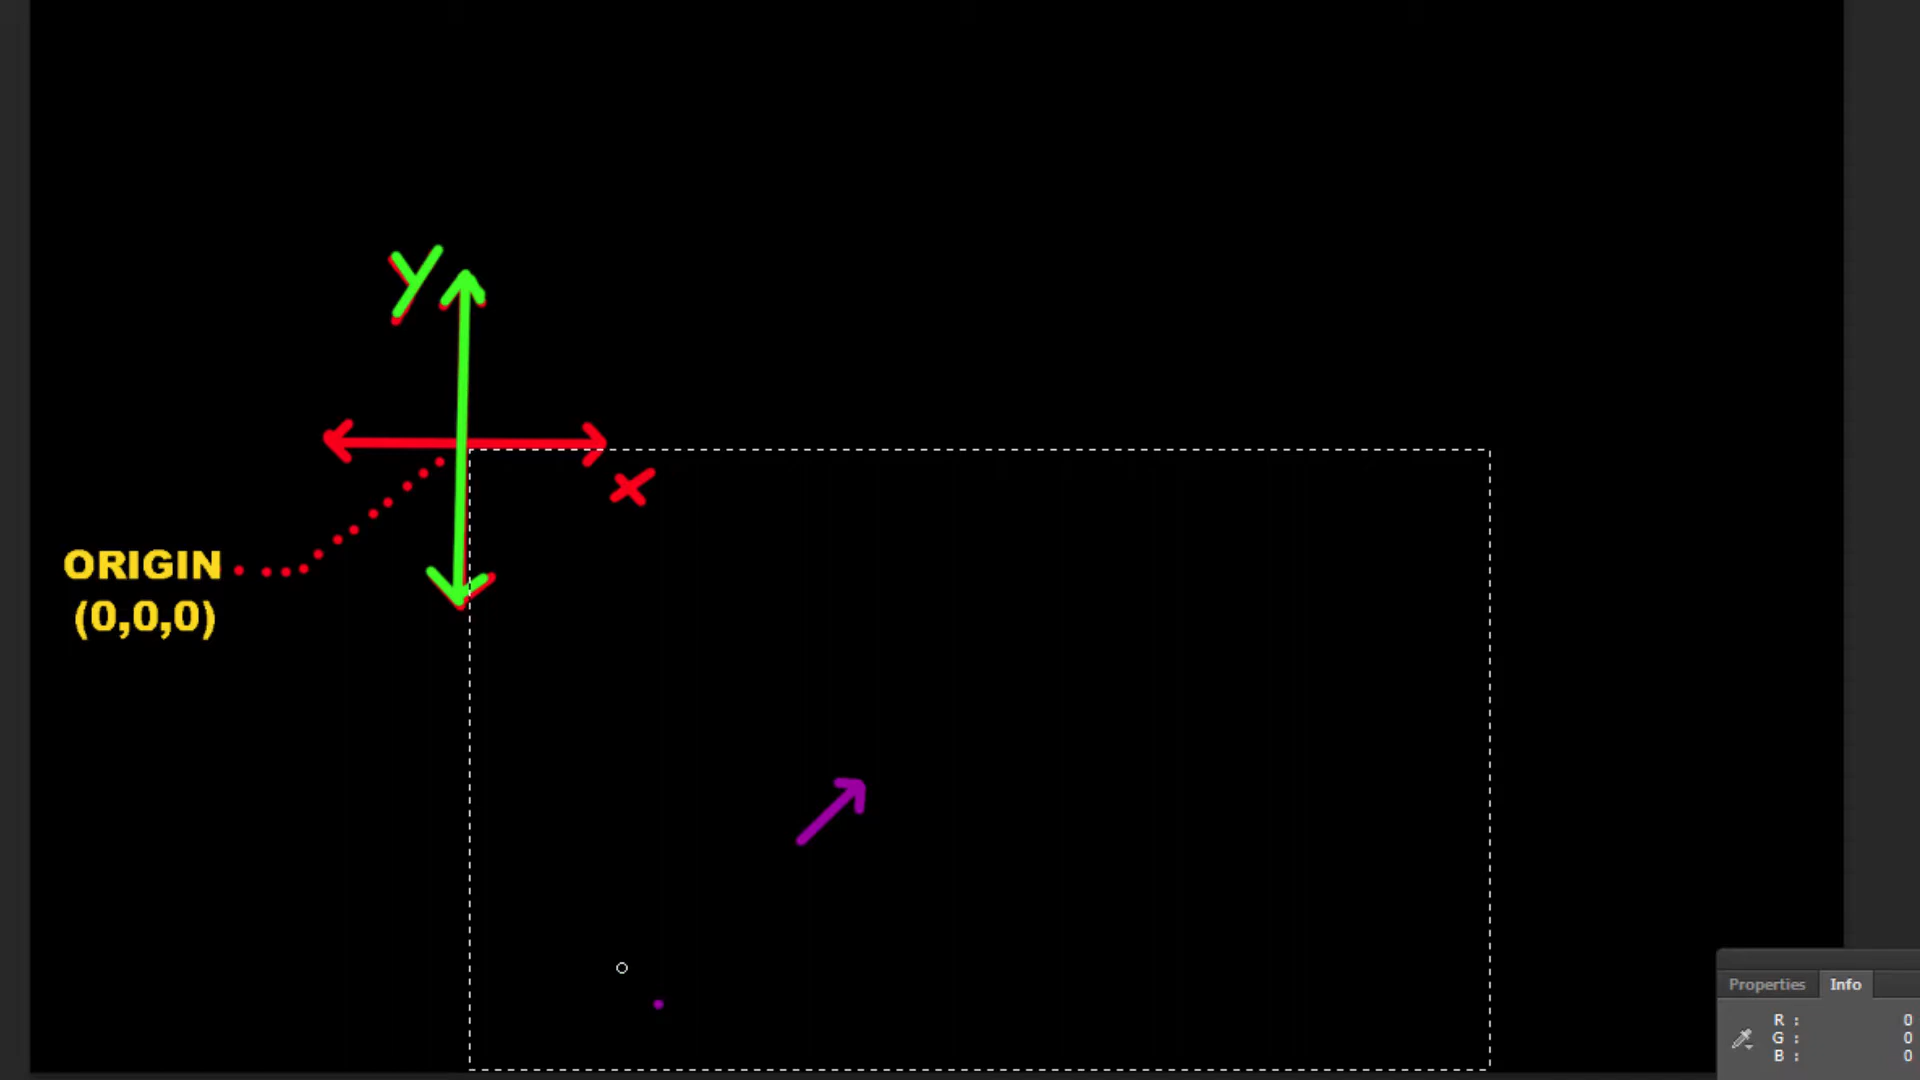 y
x
ORIGIN
(0,0,0)
Properties Info
R : 0
G : 0
B : 0